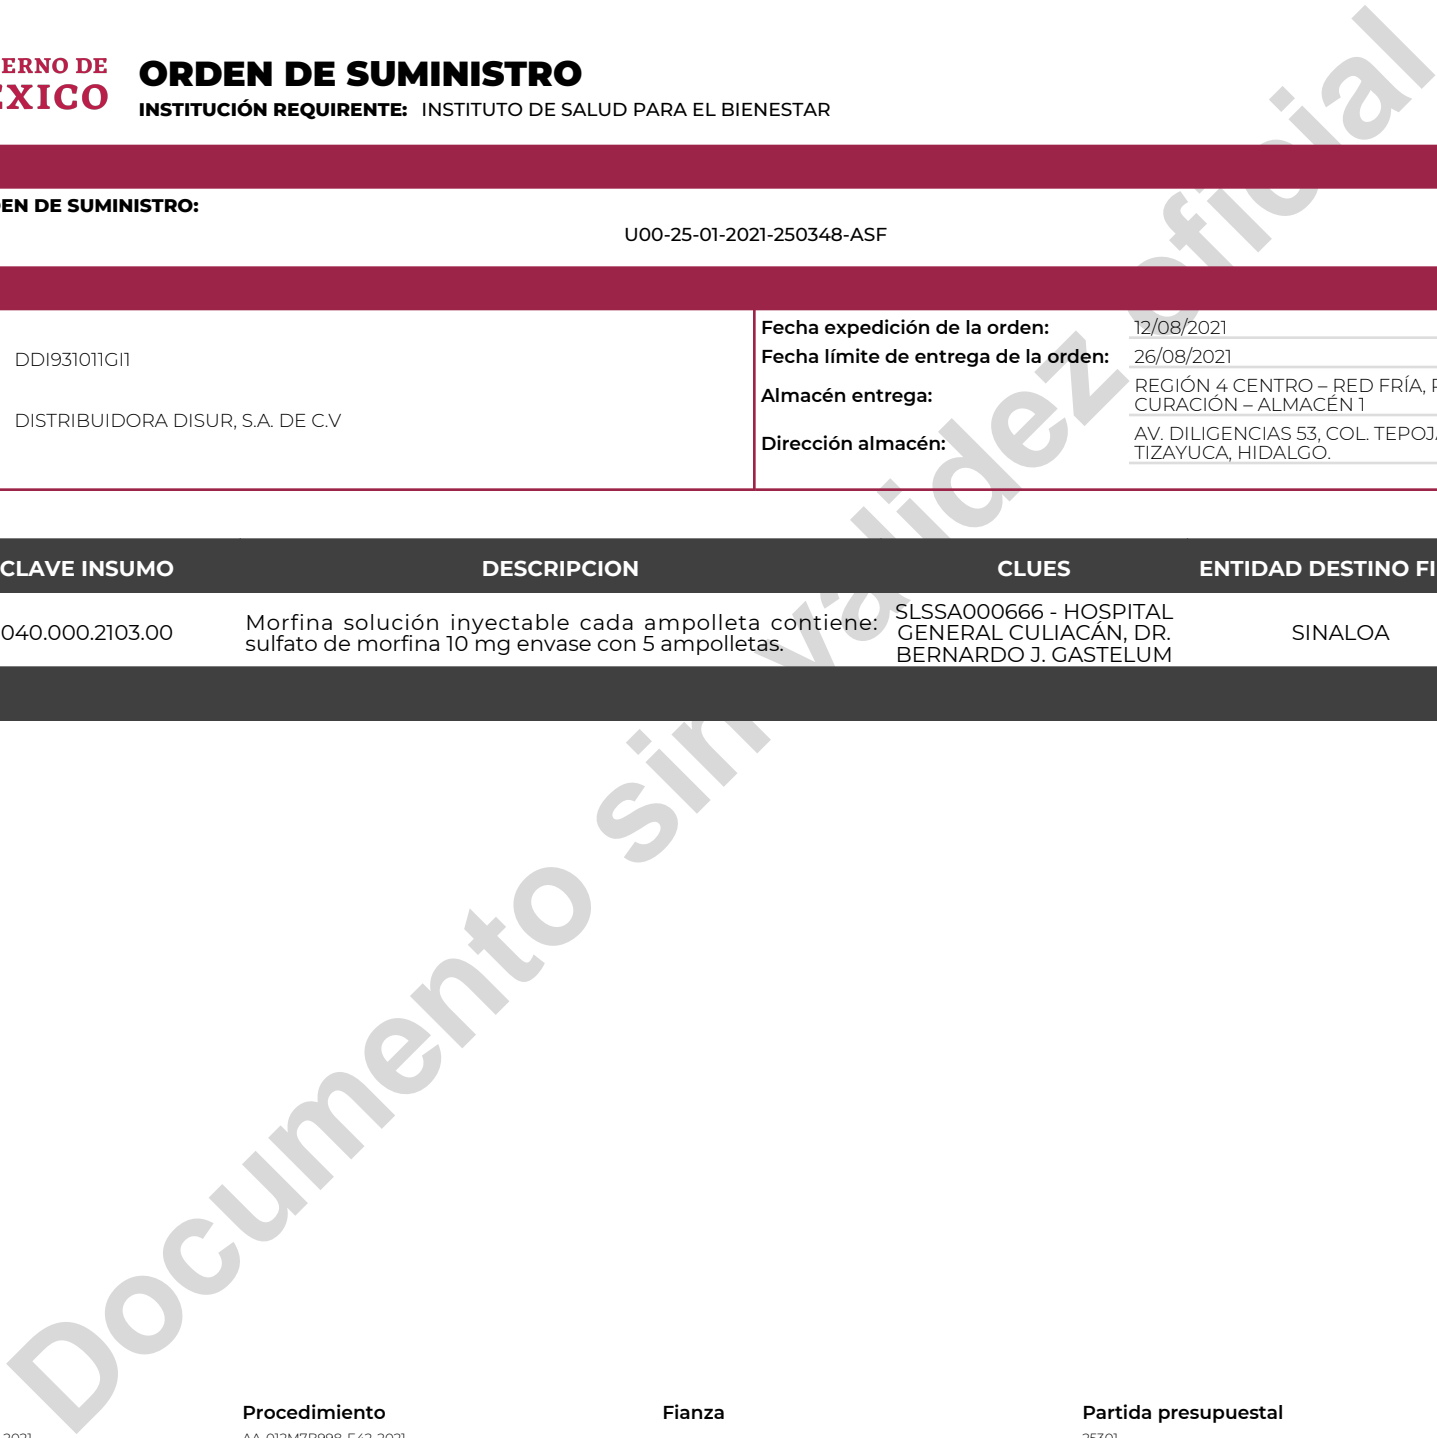 ERNO DE
EXICO
ORDEN DE SUMINISTRO
INSTITUCIÓN REQUIRENTE: INSTITUTO DE SALUD PARA EL BIENESTAR
EN DE SUMINISTRO:
U00-25-01-2021-250348-ASF
DDI931011GI1
DISTRIBUIDORA DISUR, S.A. DE C.V
Fecha expedición de la orden: 12/08/2021
Fecha límite de entrega de la orden: 26/08/2021
Almacén entrega: REGIÓN 4 CENTRO – RED FRÍA,
CURACIÓN – ALMACÉN 1
Dirección almacén: AV. DILIGENCIAS 53, COL. TEPOJA
TIZAYUCA, HIDALGO.
CLAVE INSUMO DESCRIPCION CLUES ENTIDAD DESTINO FI
040.000.2103.00
Morfina solución inyectable cada ampolleta contiene:
sulfato de morfina 10 mg envase con 5 ampolletas.
SLSSA000666 - HOSPITAL
GENERAL CULIACÁN, DR.
BERNARDO J. GASTELUM
SINALOA
Documento sin validez oficial
Procedimiento Fianza Partida presupuestal